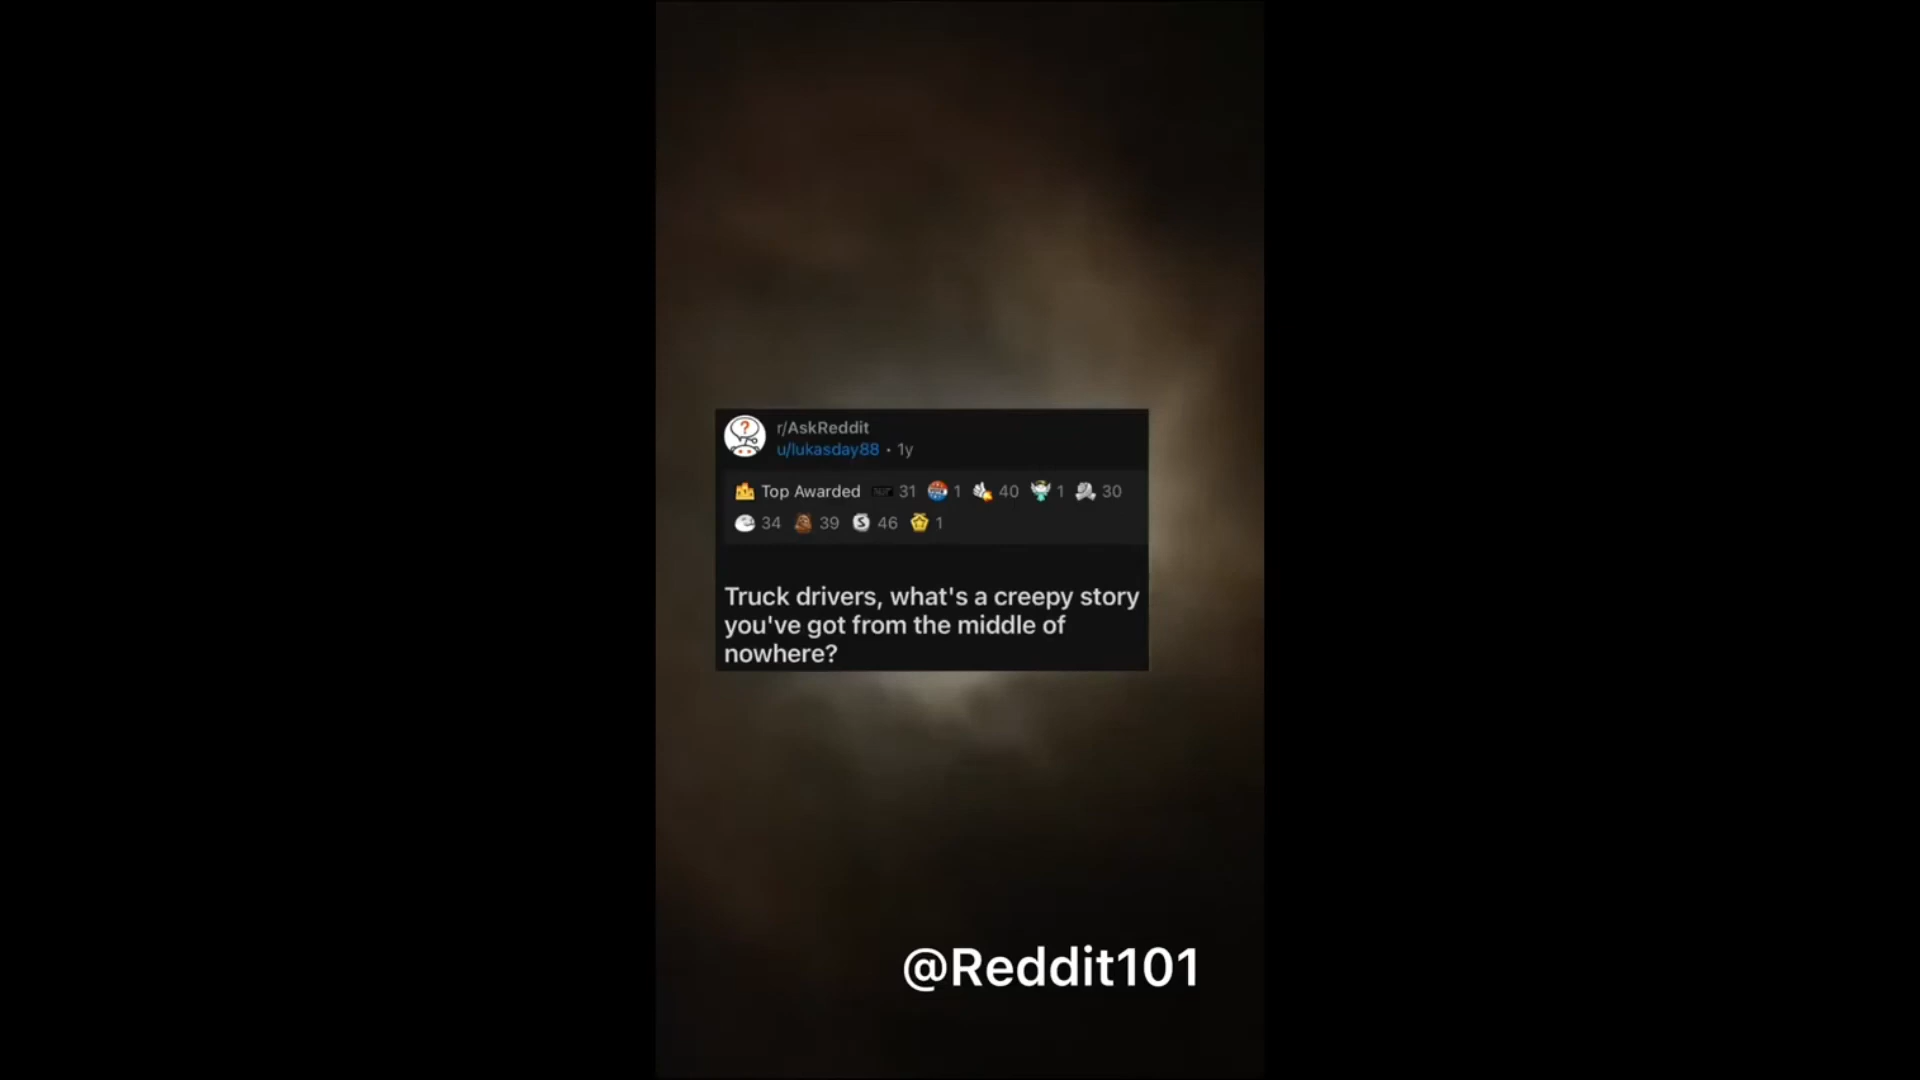 r/AskReddit
u/lukasday88 • 1y
Top Awarded 31 1 40 1 30
34 39 46 1
Truck drivers, what's a creepy story
you've got from the middle of
nowhere?
@Reddit101